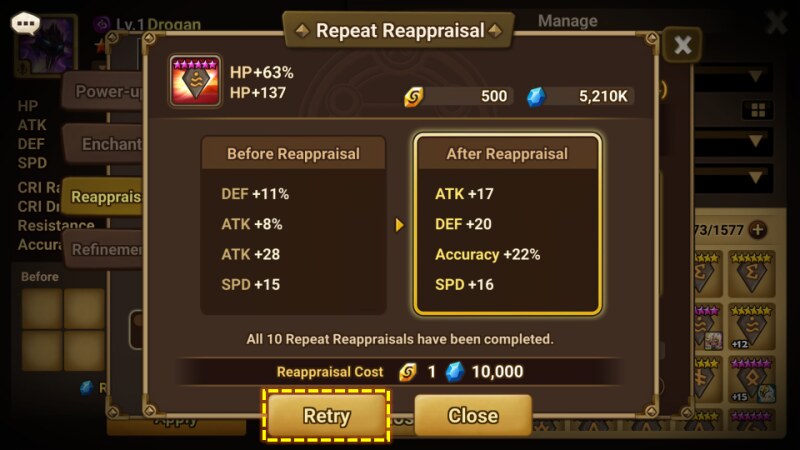 Lv.1 Drogan
Repeat Reappraisal
Manage
HP+63%
HP+137
500
5,210K
Power-up
HP
ATK
DEF
SPD
Enchant
Before Reappraisal
After Reappraisal
DEF +11%
ATK +8%
ATK +28
SPD +15
ATK +17
DEF +20
Accuracy +22%
SPD +16
CRI
CRI
Resistance
Reappraisal
Refinement
73/1577
Before
All 10 Repeat Reappraisals have been completed.
+12
Reappraisal Cost 1 10,000
+15
Retry
Close
Apply